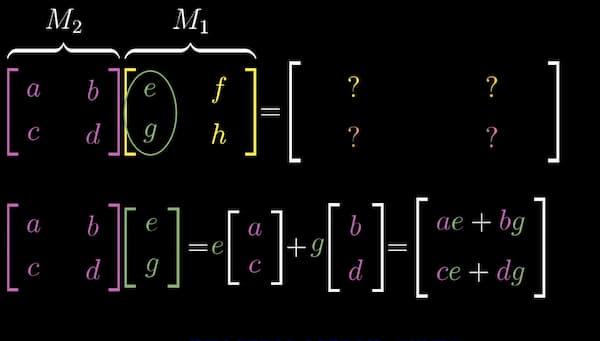 M₂ M₁
[a b; c d] [e f; g h] = [? ?; ? ?]
[a b; c d] [e; g] = e [a; c] + g [b; d] = [ae + bg; ce + dg]